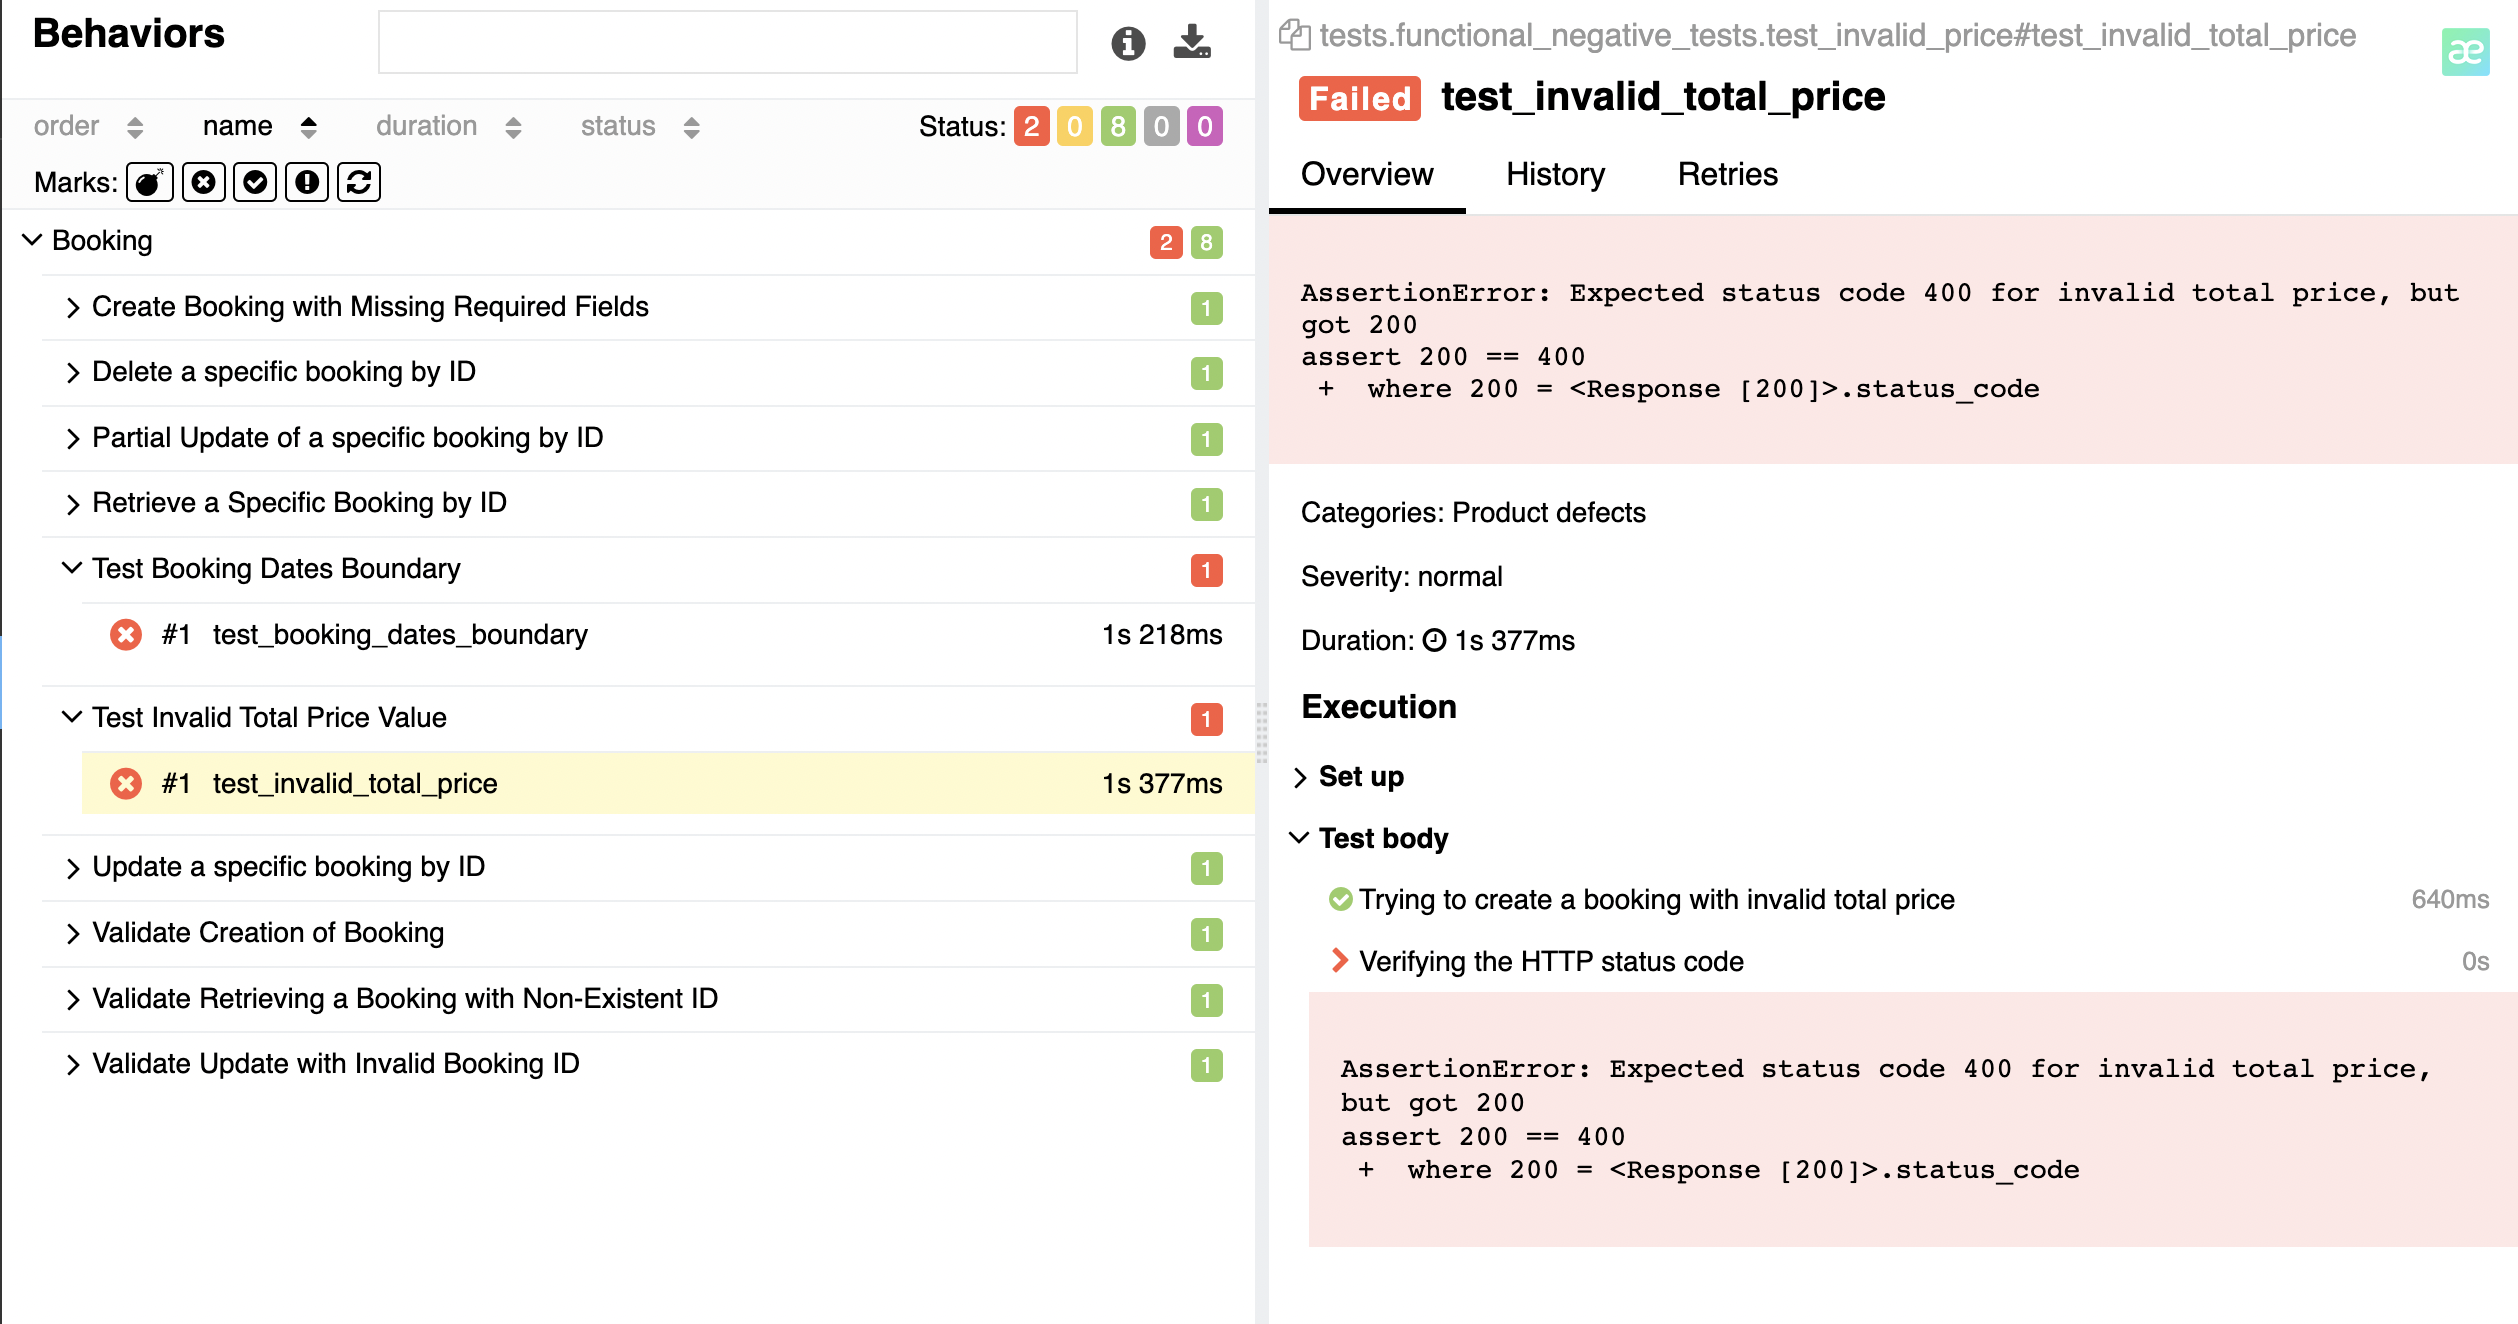 Behaviors
order name duration status Status: 2 0 8 0 0
Marks:
Booking 2 8
Create Booking with Missing Required Fields 1
Delete a specific booking by ID 1
Partial Update of a specific booking by ID 1
Retrieve a Specific Booking by ID 1
Test Booking Dates Boundary 1
#1 test_booking_dates_boundary 1s 218ms
Test Invalid Total Price Value 1
#1 test_invalid_total_price 1s 377ms
Update a specific booking by ID 1
Validate Creation of Booking 1
Validate Retrieving a Booking with Non-Existent ID 1
Validate Update with Invalid Booking ID 1
tests.functional_negative_tests.test_invalid_price#test_invalid_total_price
æ
Failed test_invalid_total_price
Overview History Retries
AssertionError: Expected status code 400 for invalid total price, but
got 200
assert 200 == 400
+ where 200 = <Response [200]>.status_code
Categories: Product defects
Severity: normal
Duration: 1s 377ms
Execution
Set up
Test body
Trying to create a booking with invalid total price 640ms
Verifying the HTTP status code 0s
AssertionError: Expected status code 400 for invalid total price,
but got 200
assert 200 == 400
+ where 200 = <Response [200]>.status_code